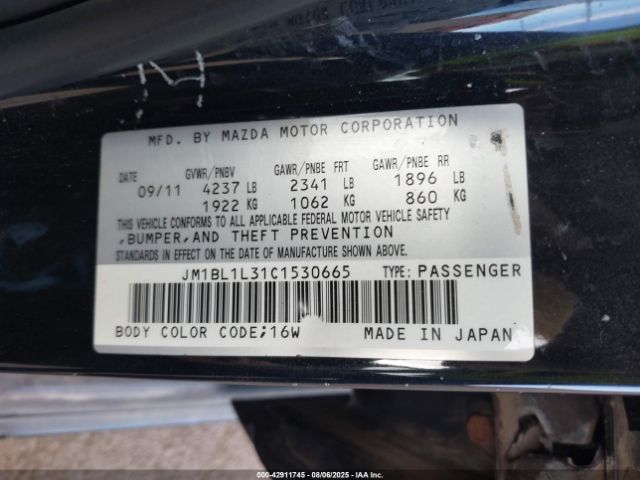 MFD. BY MAZDA MOTOR CORPORATION
DATE GVWR/PNBV GAWR/PNBE FRT GAWR/PNBE RR
09/11 4237 LB 2341 LB 1896 LB
1922 KG 1062 KG 860 KG
THIS VEHICLE CONFORMS TO ALL APPLICABLE FEDERAL MOTOR VEHICLE SAFETY
,BUMPER,AND THEFT PREVENTION
STANDARDS IN EFFECT ON THE DATE OF MANUFACTURE SHOWN ABOVE.
JM1BL1L31C1530665 TYPE: PASSENGER
BODY COLOR CODE;16W MADE IN JAPAN
000-42911745 - 08/06/2025 - Copyright © 2025 IAA, Inc.